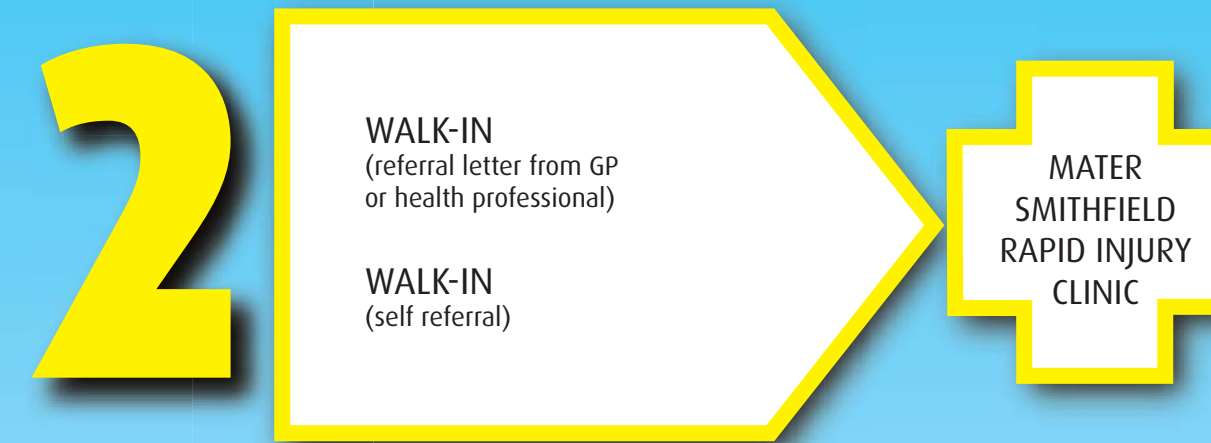 2
WALK-IN
(referral letter from GP
or health professional)
WALK-IN
(self referral)
MATER
SMITHFIELD
RAPID INJURY
CLINIC